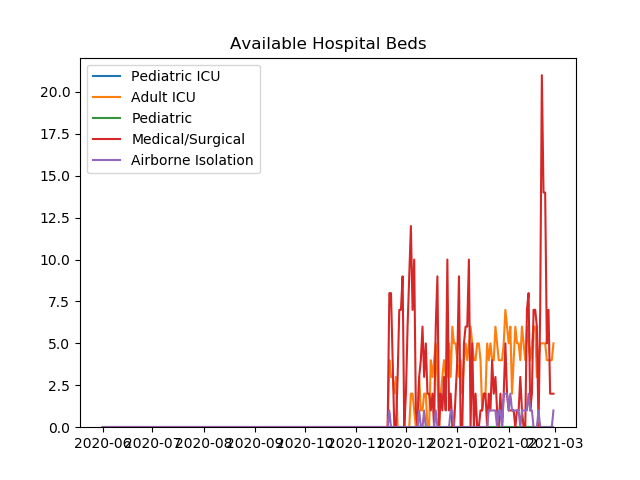 Available Hospital Beds
Pediatric ICU
Adult ICU
Pediatric
Medical/Surgical
Airborne Isolation
20.0
17.5
15.0
12.5
10.0
7.5
5.0
2.5
0.0
2020-06 2020-07 2020-08 2020-09 2020-10 2020-11 2020-12 2021-01 2021-02 2021-03